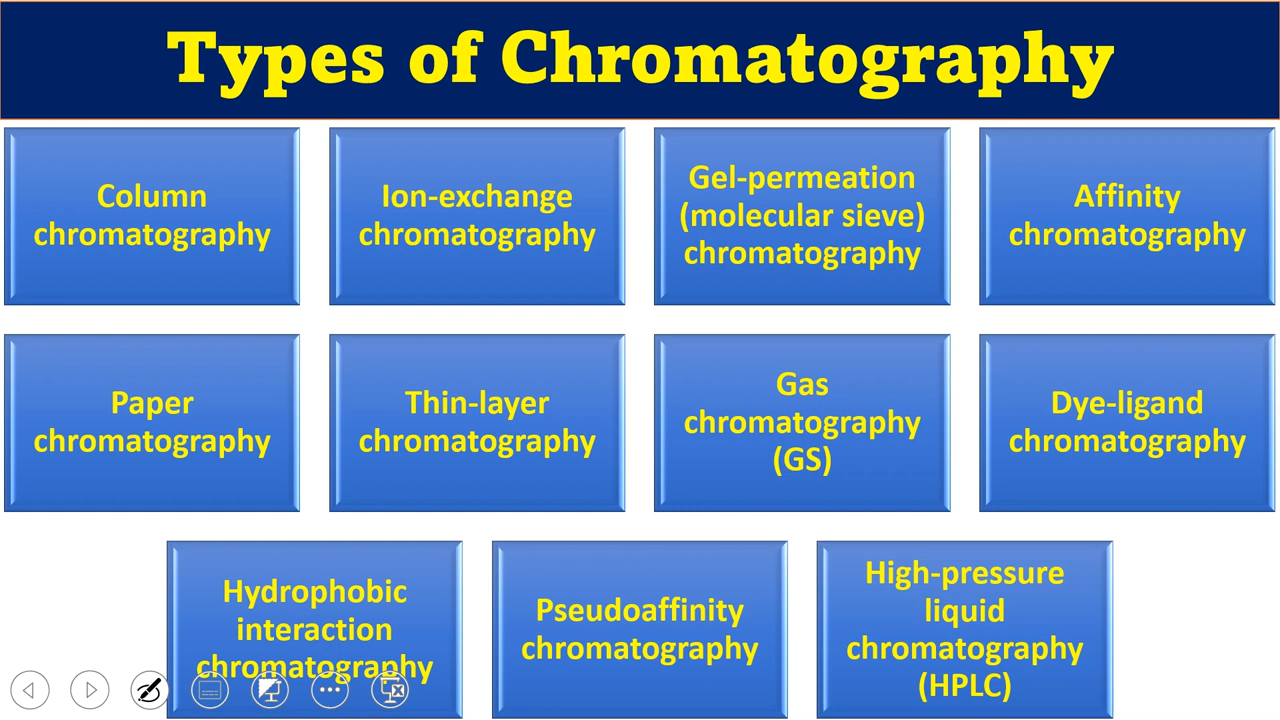 Types of Chromatography
Column
chromatography
Ion-exchange
chromatography
Gel-permeation
(molecular sieve)
chromatography
Affinity
chromatography
Paper
chromatography
Thin-layer
chromatography
Gas
chromatography
(GS)
Dye-ligand
chromatography
Hydrophobic
interaction
chromatography
Pseudoaffinity
chromatography
High-pressure
liquid
chromatography
(HPLC)